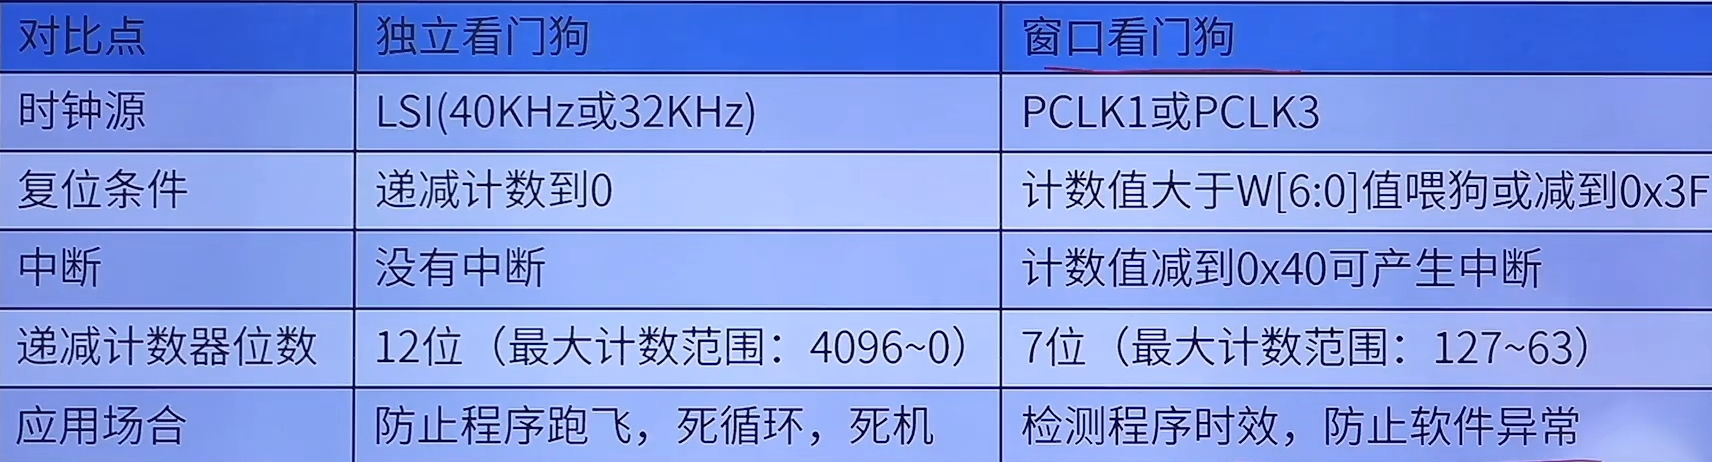 对比点 独立看门狗 窗口看门狗
时钟源 LSI(40KHz或32KHz) PCLK1或PCLK3
复位条件 递减计数到0 计数值大于W[6:0]值喂狗或减到0x3F
中断 没有中断 计数值减到0x40可产生中断
递减计数器位数 12位（最大计数范围：4096~0） 7位（最大计数范围：127~63）
应用场合 防止程序跑飞，死循环，死机 检测程序时效，防止软件异常